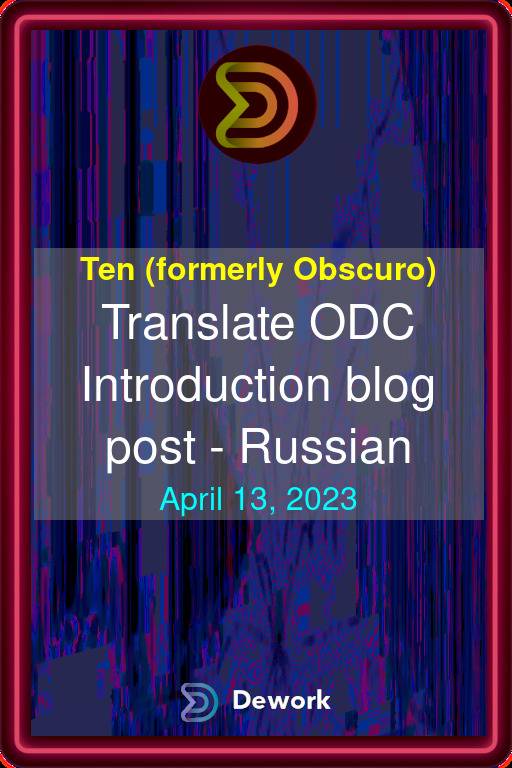 Ten (formerly Obscuro)
Translate ODC
Introduction blog
post - Russian
April 13, 2023
Dework